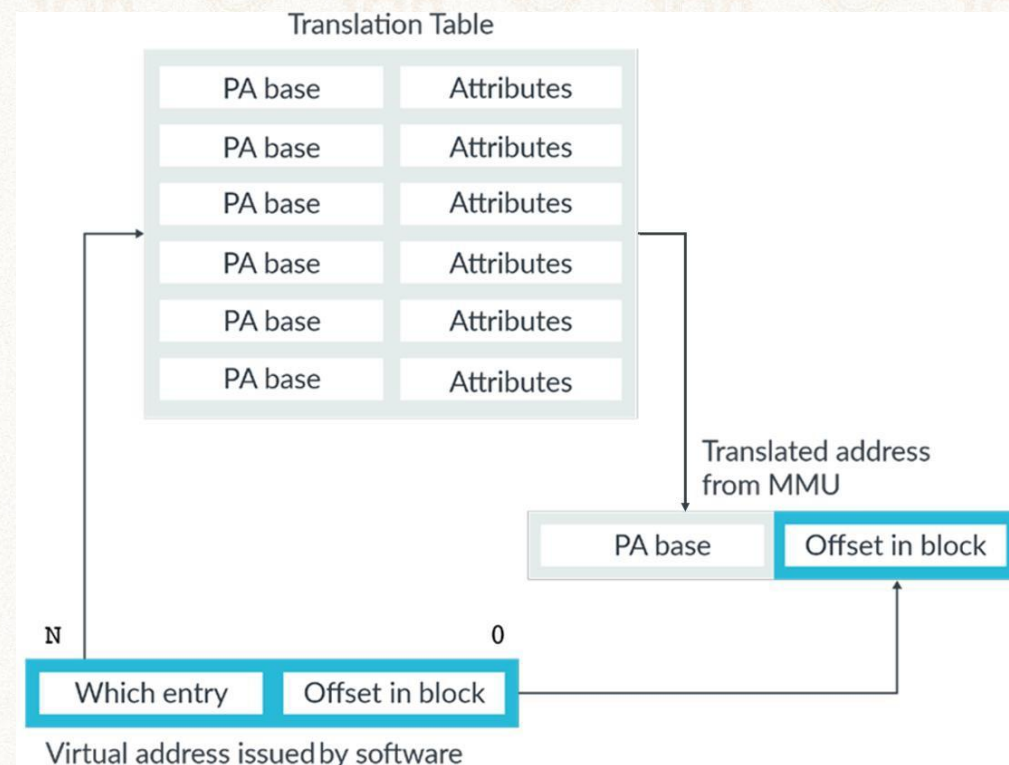 Translation Table
PA base Attributes
PA base Attributes
PA base Attributes
PA base Attributes
PA base Attributes
PA base Attributes
Translated address
from MMU
PA base Offset in block
N 0
Which entry Offset in block
Virtual address issued by software